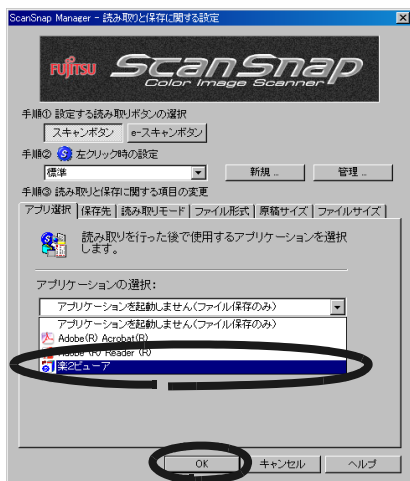 ScanSnap Manager - 読み取りと保存に関する設定
FUJITSU ScanSnap
Color Image Scanner
手順① 設定する読み取りボタンの選択
スキャンボタン e-スキャンボタン
手順② S 左クリック時の設定
標準 新規 ... 管理 ...
手順③ 読み取りと保存に関する項目の変更
アプリ選択 保存先 読み取りモード ファイル形式 原稿サイズ ファイルサイズ
読み取りを行った後で使用するアプリケーションを選択
します。
アプリケーションの選択:
アプリケーションを起動しません(ファイル保存のみ)
アプリケーションを起動しません(ファイル保存のみ)
Adobe(R) Acrobat(R)
Adobe (R) Reader (R)
楽2ビューア
OK キャンセル ヘルプ